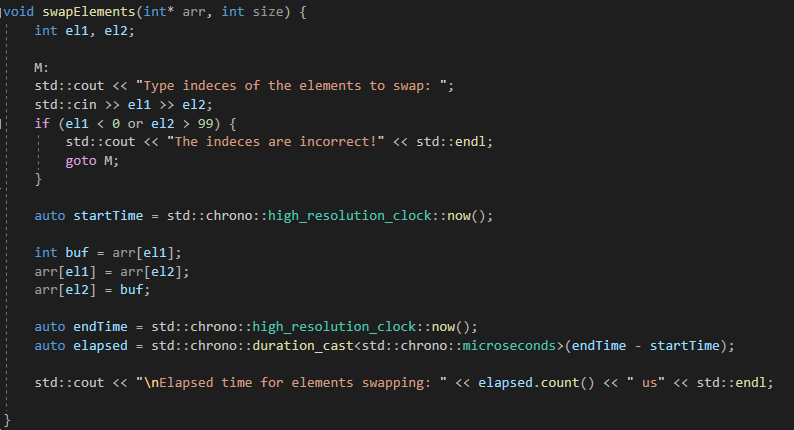 void swapElements(int* arr, int size) {
int el1, el2;
M:
std::cout << "Type indeces of the elements to swap: ";
std::cin >> el1 >> el2;
if (el1 < 0 or el2 > 99) {
std::cout << "The indeces are incorrect!" << std::endl;
goto M;
}
auto startTime = std::chrono::high_resolution_clock::now();
int buf = arr[el1];
arr[el1] = arr[el2];
arr[el2] = buf;
auto endTime = std::chrono::high_resolution_clock::now();
auto elapsed = std::chrono::duration_cast<std::chrono::microseconds>(endTime - startTime);
std::cout << "\nElapsed time for elements swapping: " << elapsed.count() << " us" << std::endl;
}